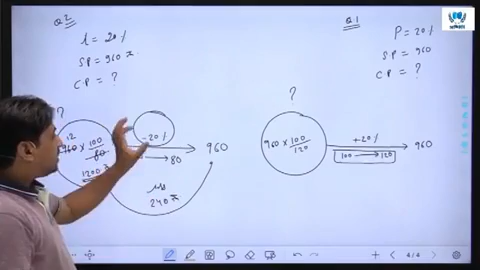 Q2
l = 20%
SP = 960 र
CP = ?
?
12
960 × 100/80
1200
-20%
80
960
240 र
Q1
P = 20%
SP = 960
CP = ?
?
960 × 100/120
+20%
100 → 120
960
4/4